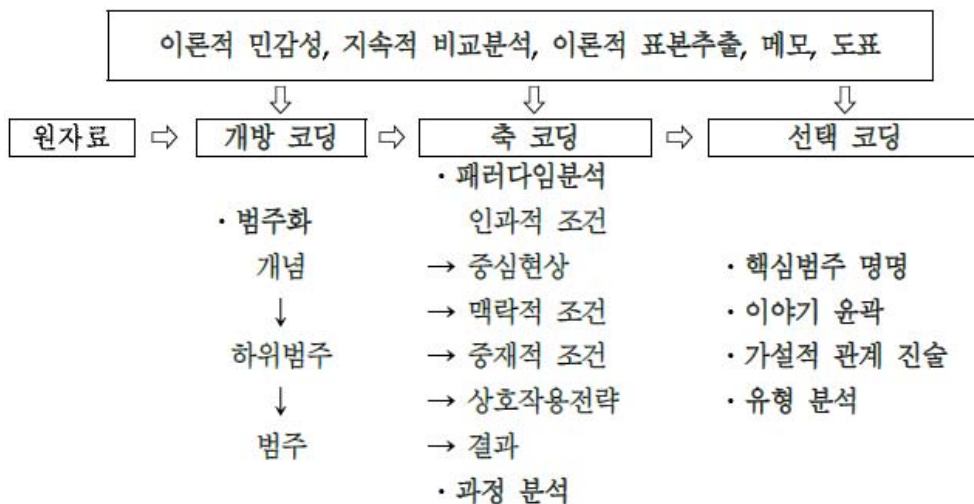 이론적 민감성, 지속적 비교분석, 이론적 표본추출, 메모, 도표
⇩ ⇩ ⇩
원자료 ⇨ 개방 코딩 ⇨ 축 코딩 ⇨ 선택 코딩
· 패러다임분석
· 범주화 인과적 조건
개념 → 중심현상 · 핵심범주 명명
↓ → 맥락적 조건 · 이야기 윤곽
하위범주 → 중재적 조건 · 가설적 관계 진술
↓ → 상호작용전략 · 유형 분석
범주 → 결과
· 과정 분석